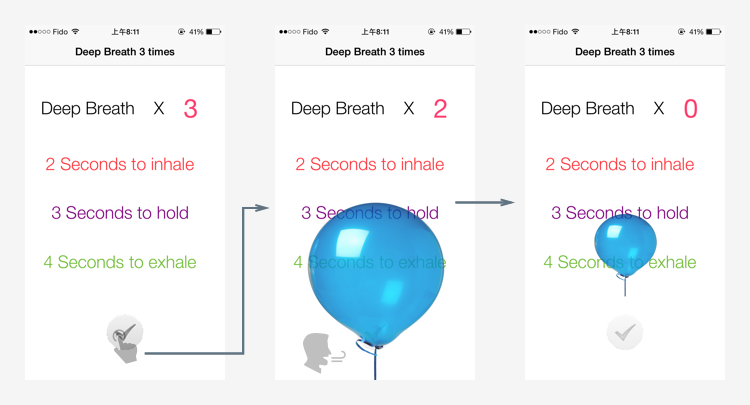 Fido 上午8:11 41%
Deep Breath 3 times
Deep Breath X 3
2 Seconds to inhale
3 Seconds to hold
4 Seconds to exhale
Fido 上午8:11 41%
Deep Breath 3 times
Deep Breath X 2
2 Seconds to inhale
3 Seconds to hold
4 Seconds to exhale
Fido 上午8:11 41%
Deep Breath 3 times
Deep Breath X 0
2 Seconds to inhale
3 Seconds to hold
4 Seconds to exhale